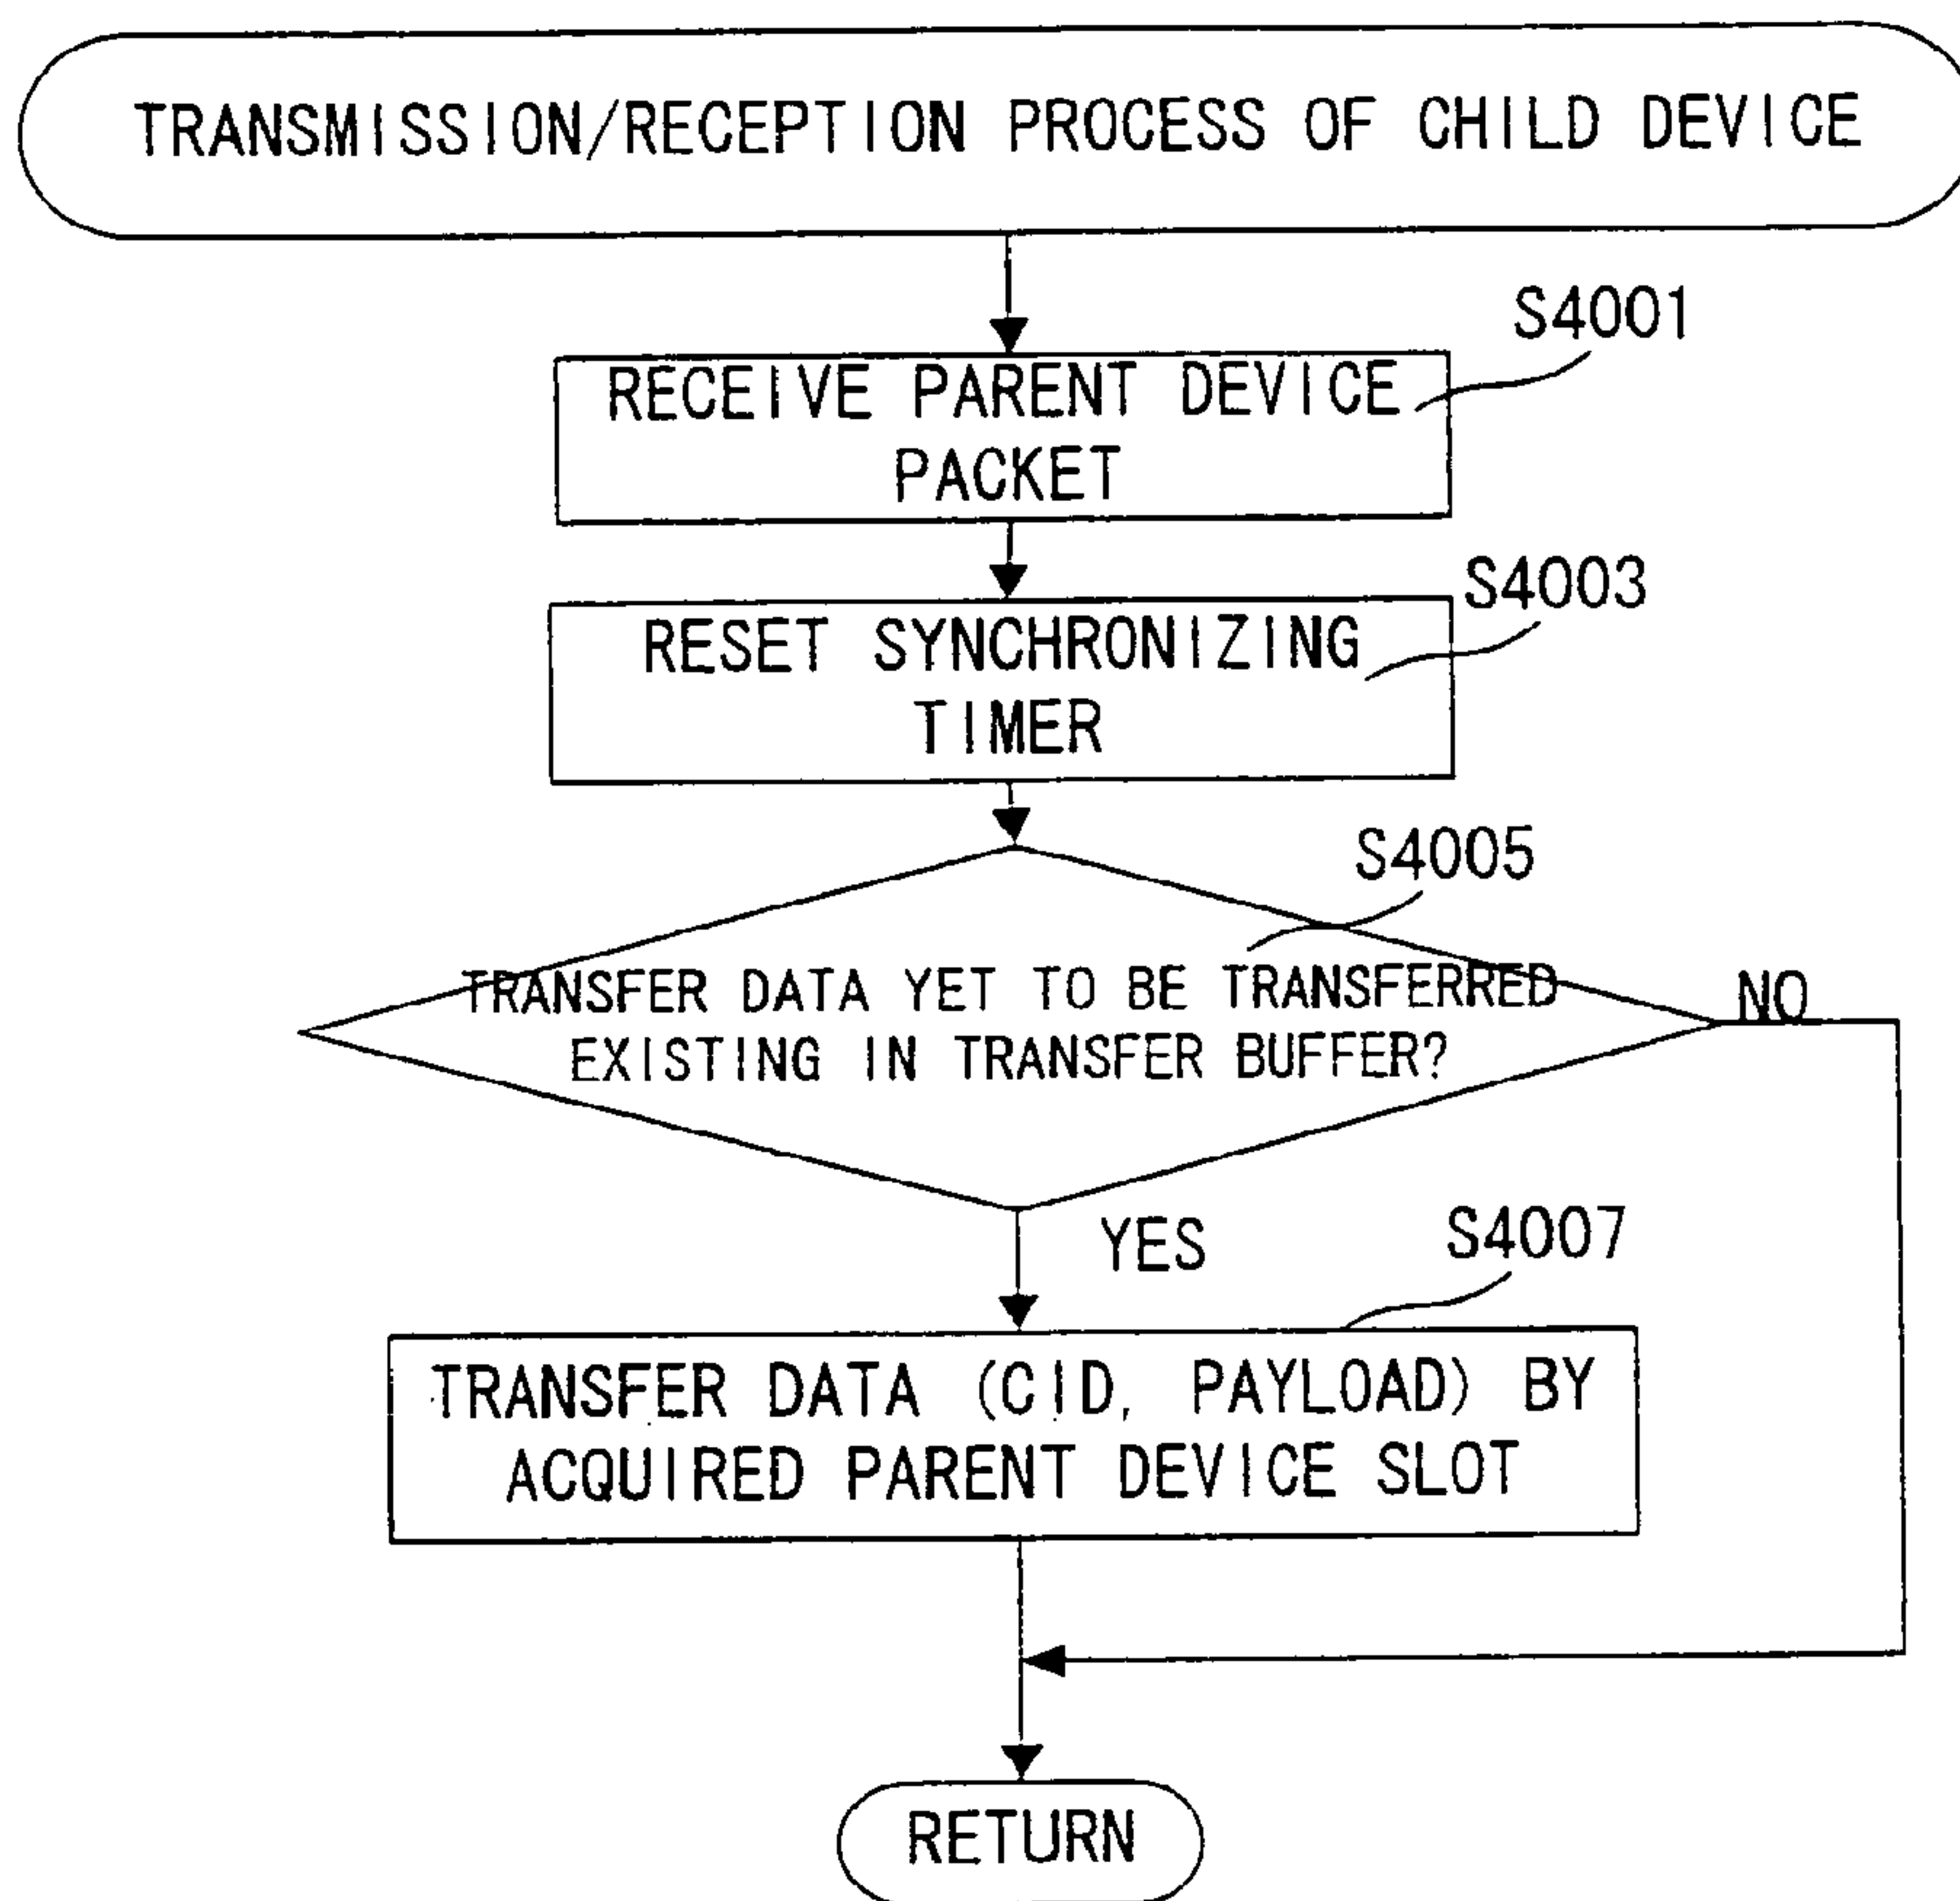 TRANSMISSION/RECEPTION PROCESS OF CHILD DEVICE
S4001
RECEIVE PARENT DEVICE
PACKET
S4003
RESET SYNCHRONIZING
TIMER
S4005
TRANSFER DATA YET TO BE TRANSFERRED
EXISTING IN TRANSFER BUFFER?
NO
YES
S4007
TRANSFER DATA (CID, PAYLOAD) BY
ACQUIRED PARENT DEVICE SLOT
RETURN